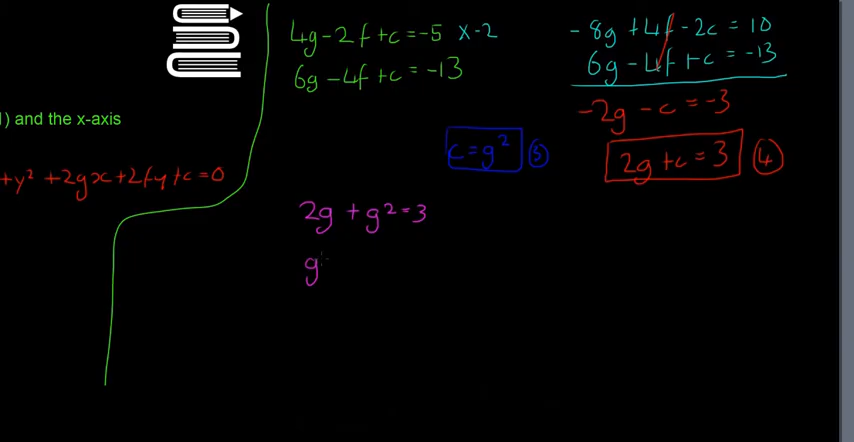 4g-2f+c=-5 x-2
6g-4f+c=-13
-8g+4f-2c=10
6g-4f+c=-13
-2g-c=-3
2g+c=3 ④
c=g² ③
1) and the x-axis
+y²+2gx+2fy+c=0
2g+g²=3
g